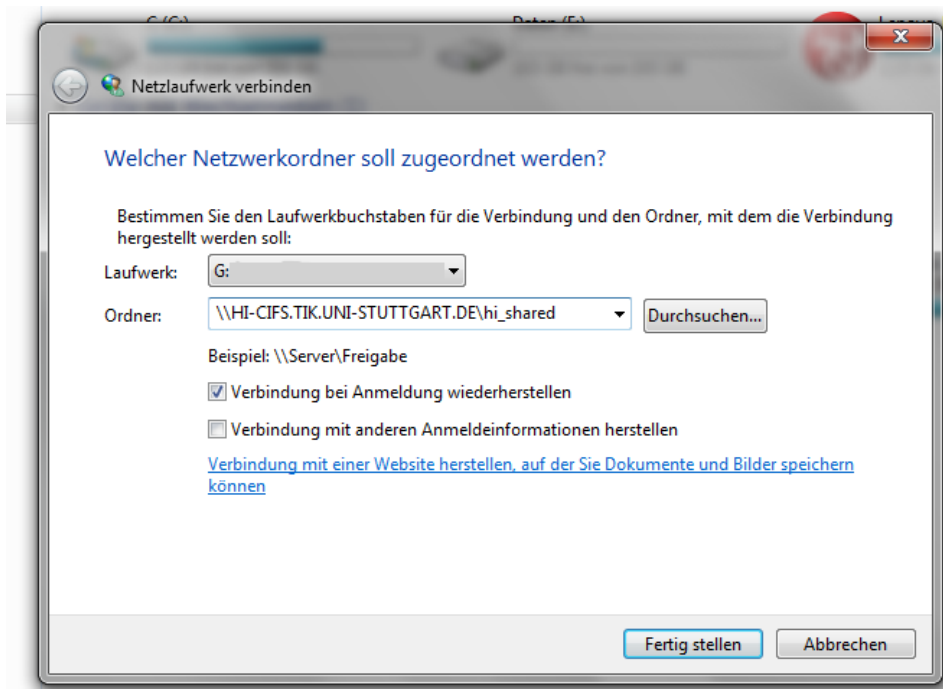 C (C:)
Daten (E:)
Lenovo
Netzlaufwerk verbinden
Welcher Netzwerkordner soll zugeordnet werden?
Bestimmen Sie den Laufwerkbuchstaben für die Verbindung und den Ordner, mit dem die Verbindung
hergestellt werden soll:
Laufwerk:
G:
Ordner:
\\HI-CIFS.TIK.UNI-STUTTGART.DE\hi_shared
Durchsuchen...
Beispiel: \\Server\Freigabe
Verbindung bei Anmeldung wiederherstellen
Verbindung mit anderen Anmeldeinformationen herstellen
Verbindung mit einer Website herstellen, auf der Sie Dokumente und Bilder speichern
können
Fertig stellen
Abbrechen